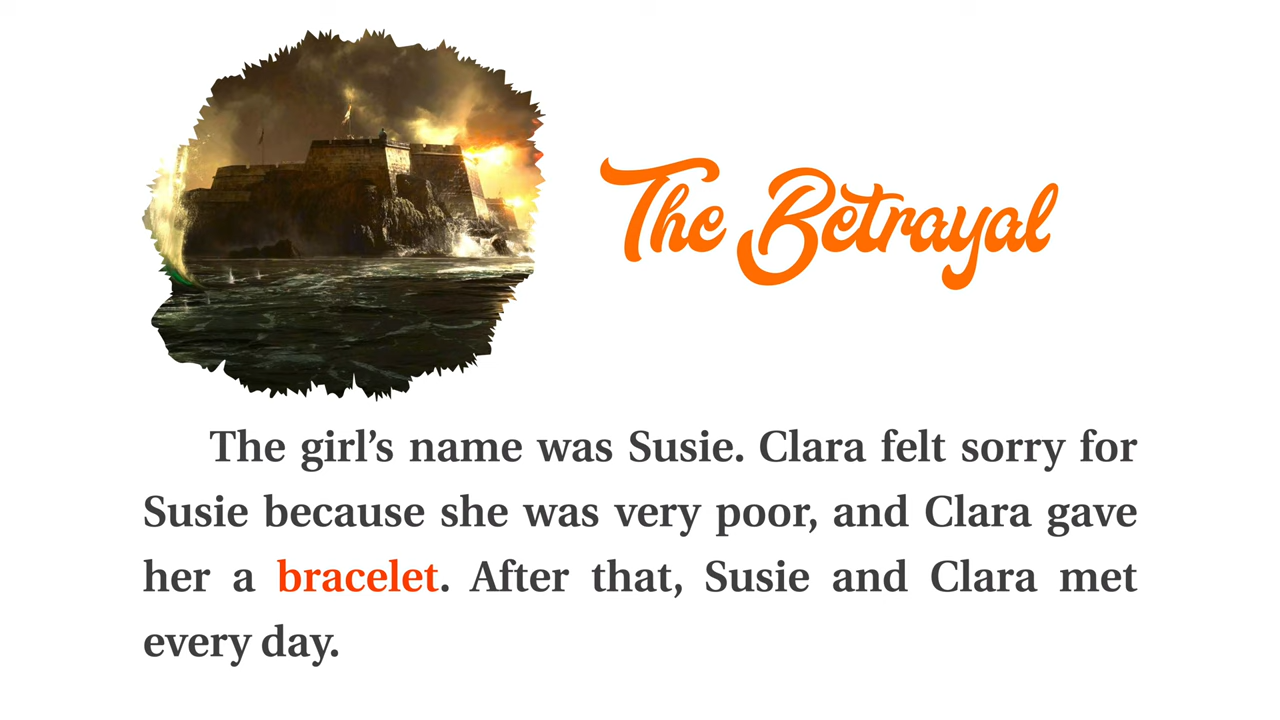 The Betrayal
The girl’s name was Susie. Clara felt sorry for
Susie because she was very poor, and Clara gave
her a bracelet. After that, Susie and Clara met
every day.